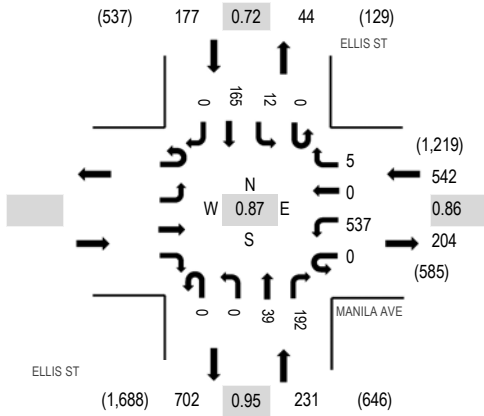 (537) 177 0.72 44 (129)
ELLIS ST
0 165 12 0
(1,219)
5
542
0
N
W 0.87 E
0.86
S
537
204
0
(585)
0 0 39 192
MANILA AVE
ELLIS ST
(1,688) 702 0.95 231 (646)